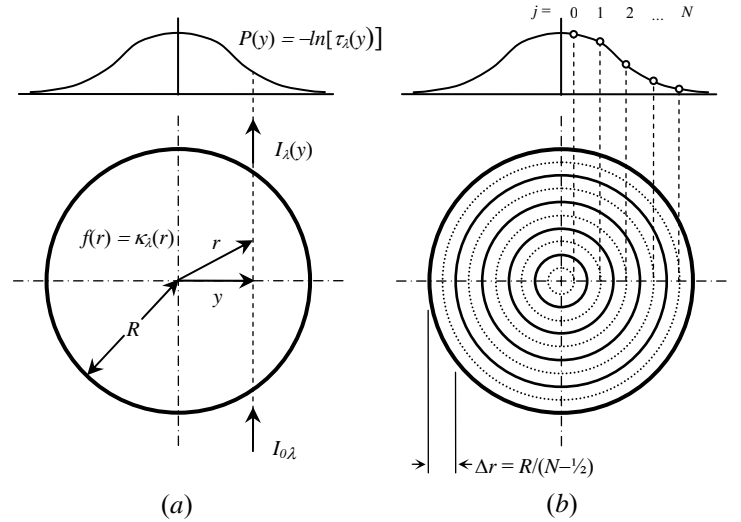 P(y) = –ln[τλ(y)]
Iλ(y)
f(r) = κλ(r)
r
y
R
I0λ
(a)
j = 0 1 2 ... N
Δr = R/(N–½)
(b)